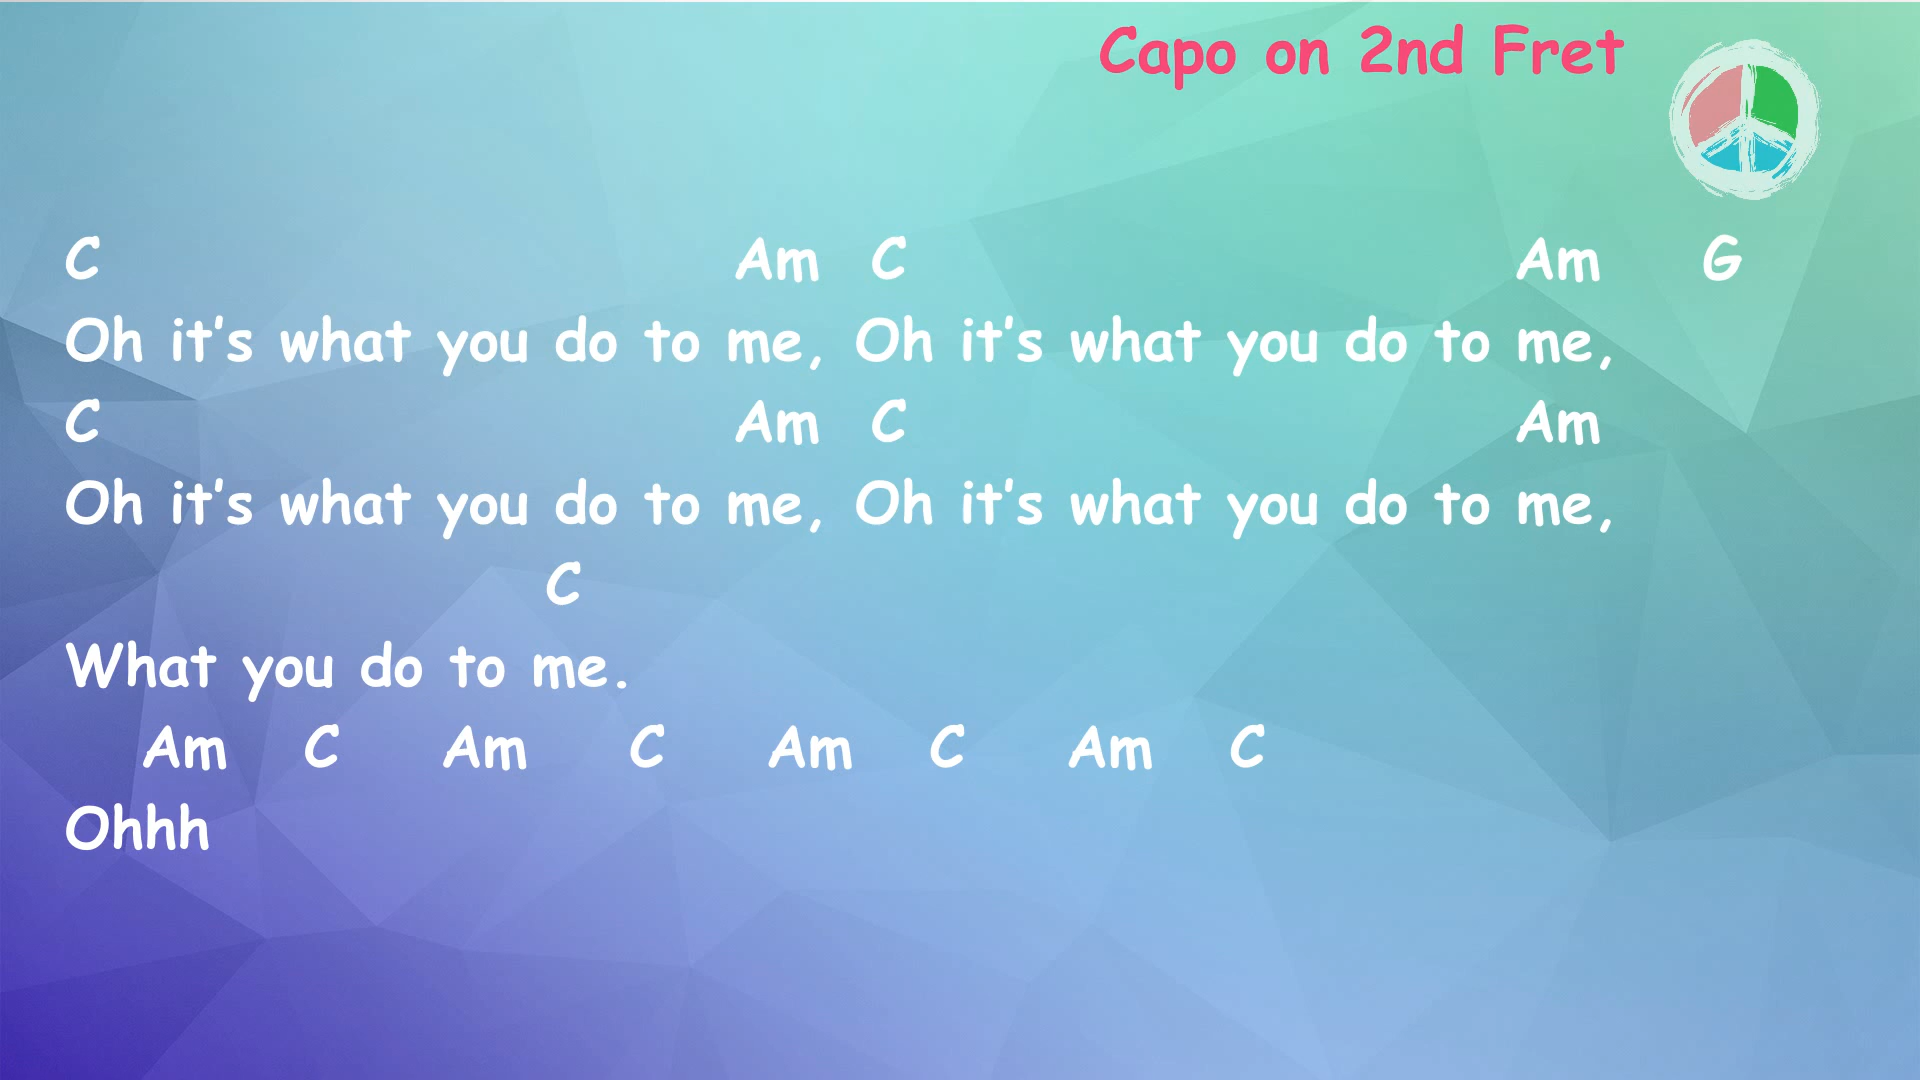 Capo on 2nd Fret
C Am C Am G
Oh it's what you do to me, Oh it's what you do to me,
C Am C Am
Oh it's what you do to me, Oh it's what you do to me,
C
What you do to me.
Am C Am C Am C Am C
Ohhh